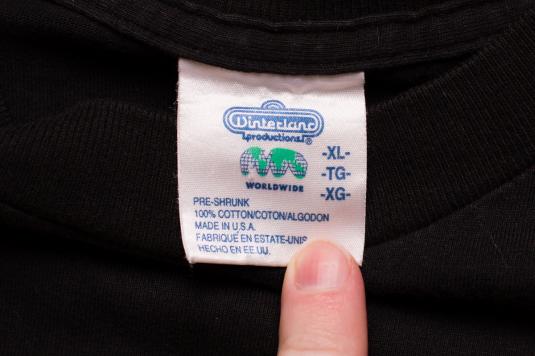 Winterland
productions®
WORLDWIDE
-XL-
-TG-
-XG-
PRE-SHRUNK
100% COTTON/COTON/ALGODON
MADE IN U.S.A.
FABRIQUÉ EN ESTATE-UNIS
HECHO EN EE UU.